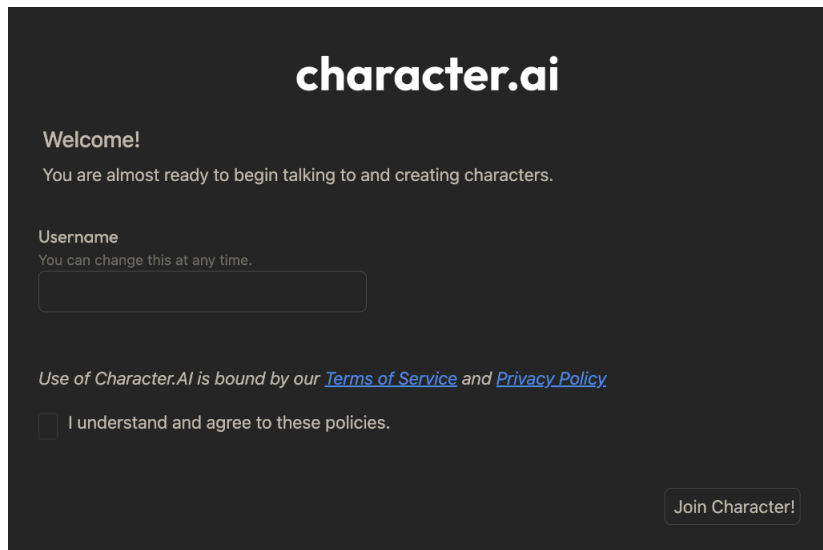 character.ai
Welcome!
You are almost ready to begin talking to and creating characters.
Username
You can change this at any time.
Use of Character.AI is bound by our Terms of Service and Privacy Policy
I understand and agree to these policies.
Join Character!